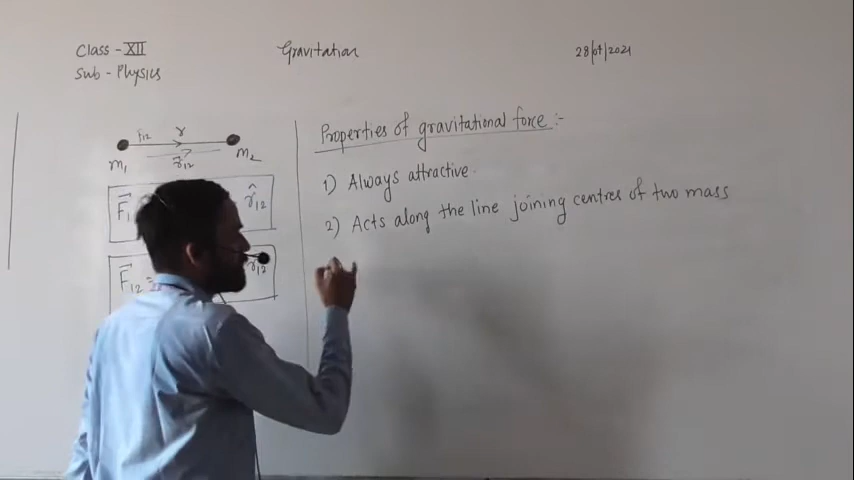 Class - XII
Sub - Physics
Gravitation
28/07/2021
F12 r
r12
m1 m2
F1 r̂12
F12 = r12
Properties of gravitational force :-
1) Always attractive.
2) Acts along the line joining centres of two mass